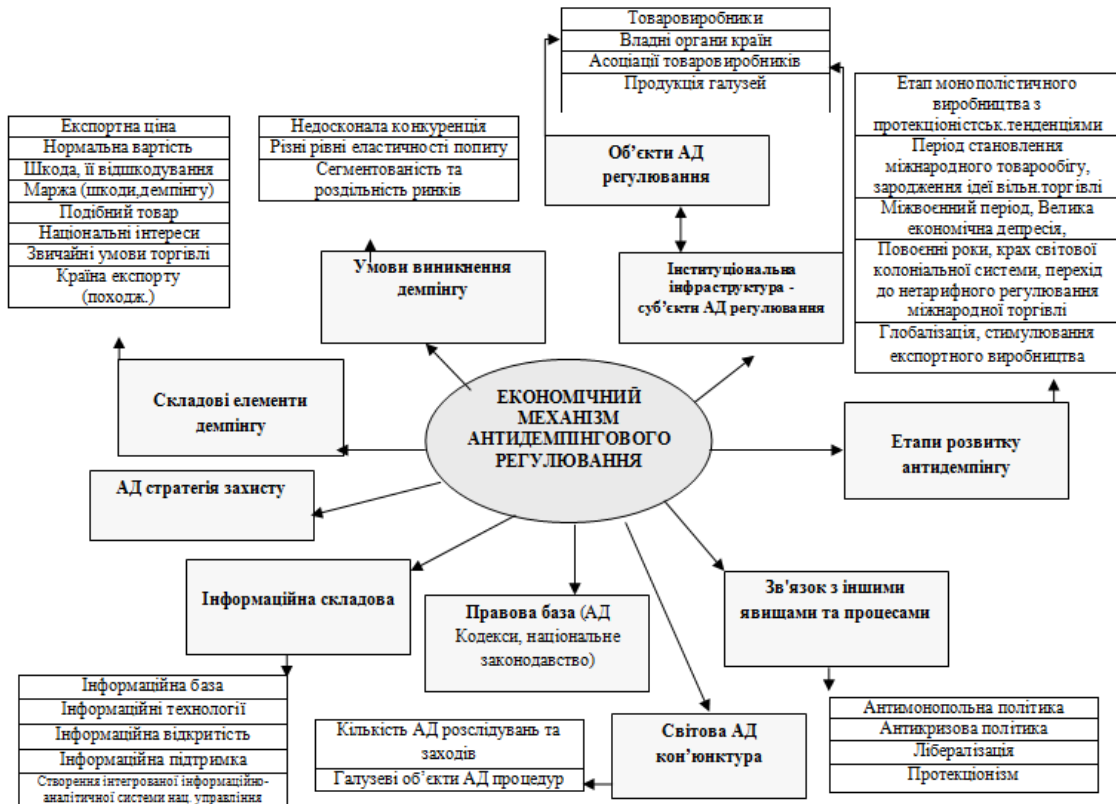 Товаровиробники
Владні органи країн
Асоціації товаровиробників
Продукція галузей
Експортна ціна
Нормальна вартість
Шкода, її відшкодування
Маржа (шкоди,демпінгу)
Подібний товар
Національні інтереси
Звичайні умови торгівлі
Країна експорту
(походж.)
Недосконала конкуренція
Різні рівні еластичності попиту
Сегментованість та
роздільність ринків
Об’єкти АД
регулювання
Етап монополістичного
виробництва з
протекціоністськ.тенденціями
Період становлення
міжнародного товарообігу,
зародження ідеї вільн.торгівлі
Міжвоєнний період, Велика
економічна депресія,
Повоєнні роки, крах світової
колоніальної системи, перехід
до нетарифного регулювання
міжнародної торгівлі
Глобалізація, стимулювання
експортного виробництва
Умови виникнення
демпінгу
Інституціональна
інфраструктура -
суб’єкти АД регулювання
Складові елементи
демпінгу
ЕКОНОМІЧНИЙ
МЕХАНІЗМ
АНТИДЕМПІНГОВОГО
РЕГУЛЮВАННЯ
Етапи розвитку
антидемпінгу
АД стратегія захисту
Інформаційна складова
Правова база (АД
Кодекси, національне
законодавство)
Зв'язок з іншими
явищами та процесами
Інформаційна база
Інформаційні технології
Інформаційна відкритість
Інформаційна підтримка
Створення інтегрованої інформаційно-
аналітичної системи нац. управління
Кількість АД розслідувань та
заходів
Галузеві об’єкти АД процедур
Світова АД
кон’юнктура
Антимонопольна політика
Антикризова політика
Лібералізація
Протекціонізм